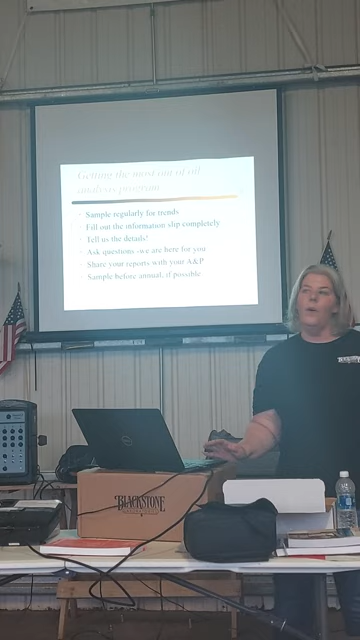 Getting the most out of oil
analysis program
Sample regularly for trends
Fill out the information slip completely
Tell us the details!
Ask questions -we are here for you
Share your reports with your A&P
Sample before annual, if possible
DELL
BLACKSTONE